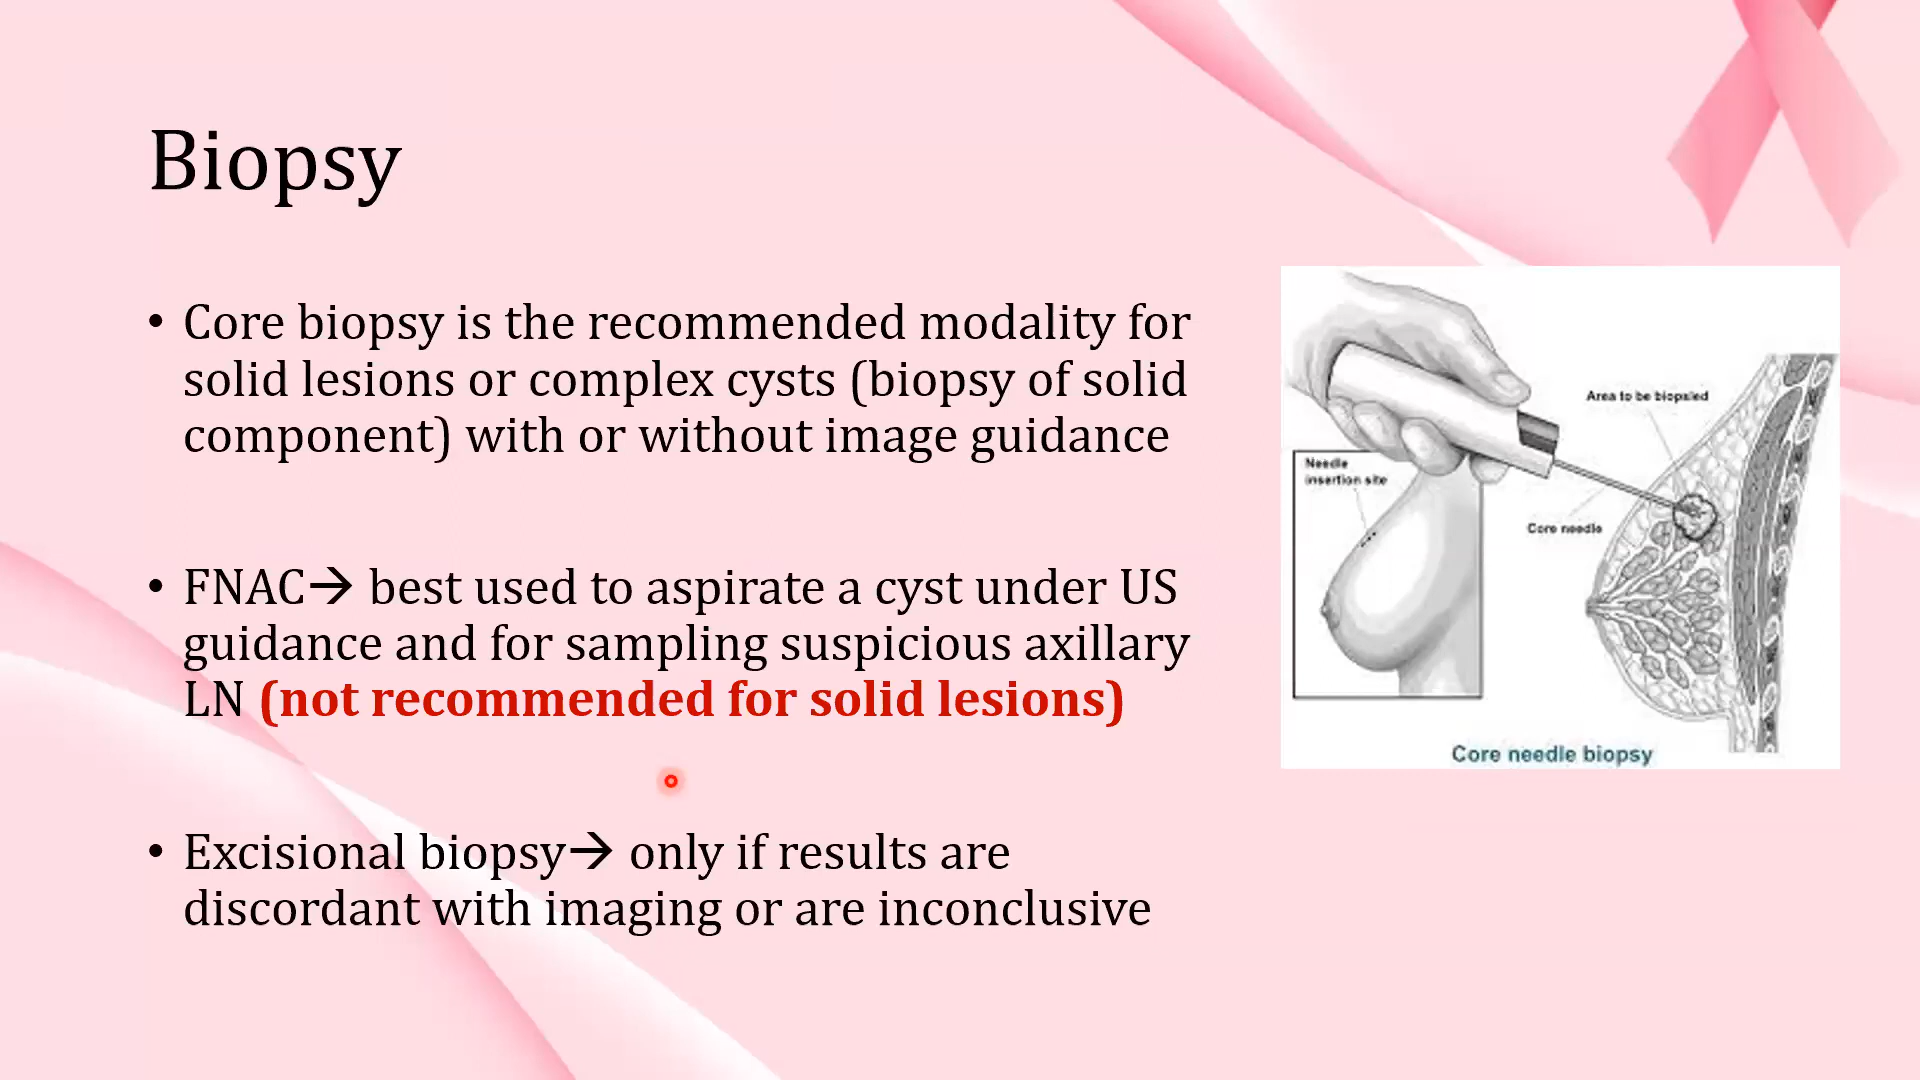 Biopsy
• Core biopsy is the recommended modality for
solid lesions or complex cysts (biopsy of solid
component) with or without image guidance
• FNAC→ best used to aspirate a cyst under US
guidance and for sampling suspicious axillary
LN (not recommended for solid lesions)
• Excisional biopsy→ only if results are
discordant with imaging or are inconclusive
Area to be biopsied
Needle
insertion site
Core needle
Core needle biopsy